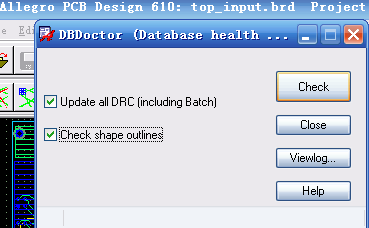 Allegro PCB Design 610: top_input.brd Project
DBDoctor (Database health ...
Check
Update all DRC (including Batch)
Close
Check shape outlines
Viewlog...
Help